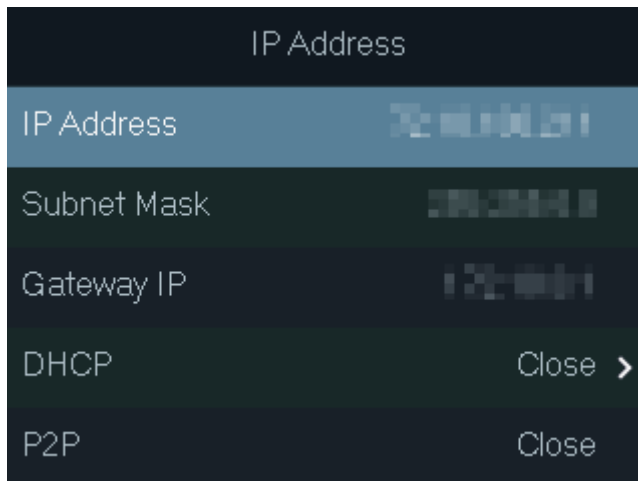 IP Address
IP Address
Subnet Mask
Gateway IP
DHCP Close >
P2P Close